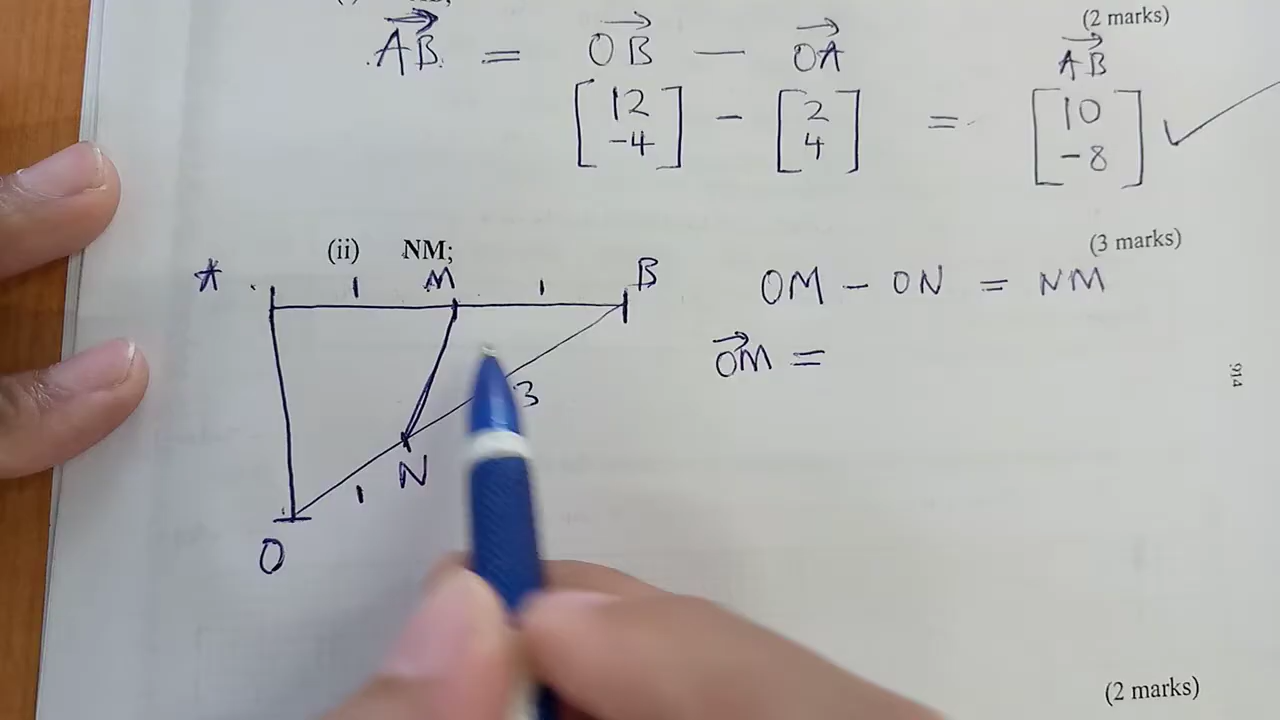 (2 marks)
AB = OB — OA AB
[12 -4] - [2 4] = [10 -8]
(ii) NM; (3 marks)
A 1 M 1 B OM - ON = NM
OM =
3
N
1
O
914
(2 marks)